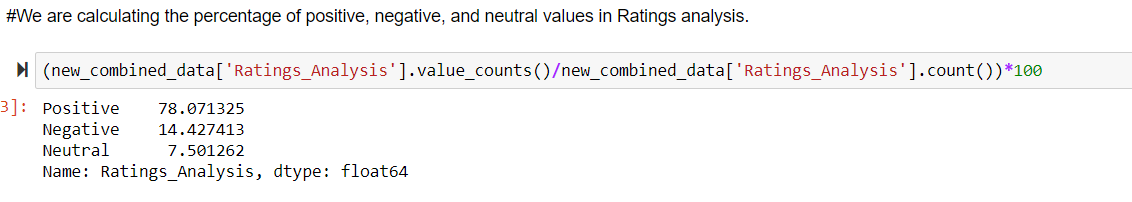 #We are calculating the percentage of positive, negative, and neutral values in Ratings analysis.
(new_combined_data['Ratings_Analysis'].value_counts()/new_combined_data['Ratings_Analysis'].count())*100
3]: Positive    78.071325
Negative    14.427413
Neutral      7.501262
Name: Ratings_Analysis, dtype: float64